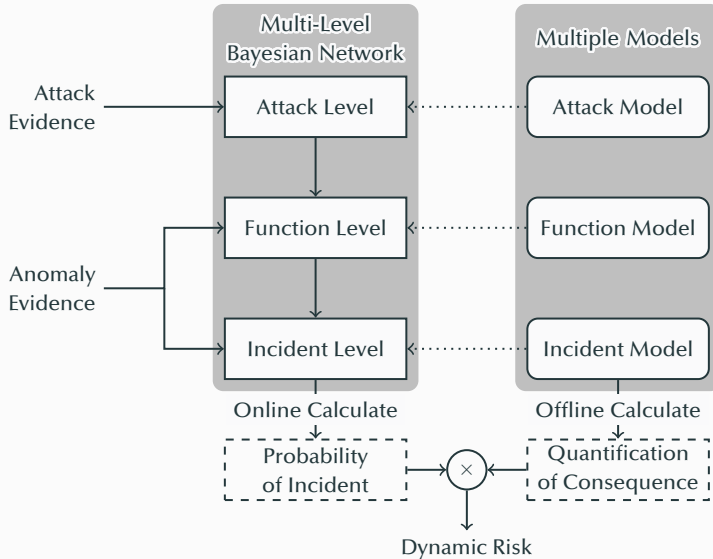 Multi-Level
Bayesian Network
Multiple Models
Attack
Evidence
Attack Level
Attack Model
Function Level
Function Model
Anomaly
Evidence
Incident Level
Incident Model
Online Calculate
Offline Calculate
Probability
of Incident
×
Quantification
of Consequence
Dynamic Risk